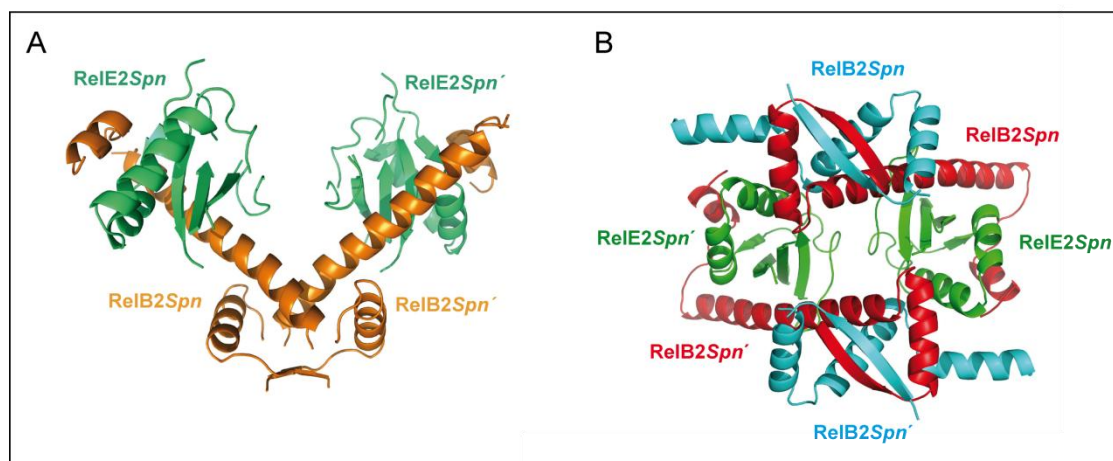 A
RelE2Spn
RelE2Spn´
RelB2Spn
RelB2Spn´
B
RelB2Spn
RelB2Spn
RelE2Spn´
RelE2Spn
RelB2Spn´
RelB2Spn´